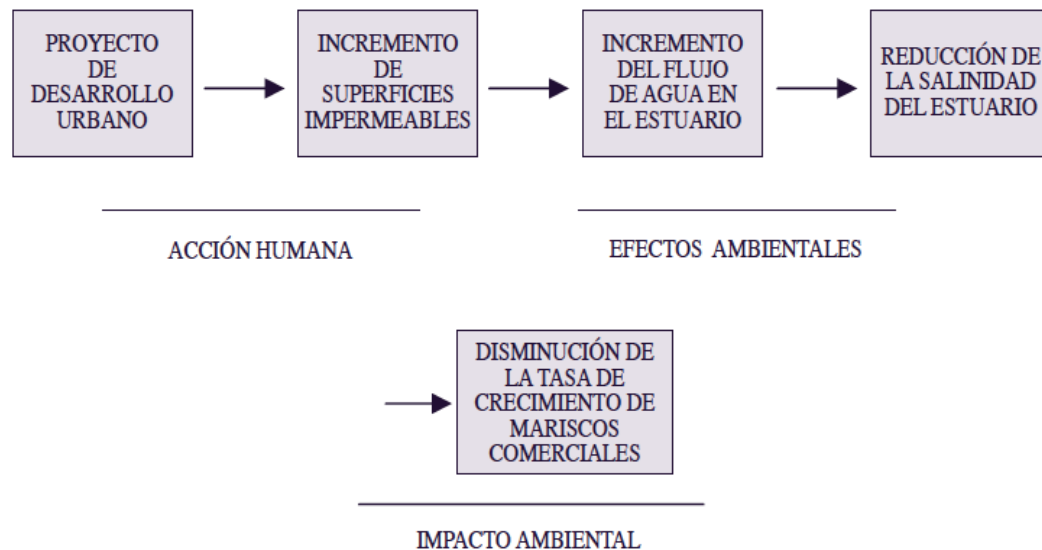 PROYECTO
DE
DESARROLLO
URBANO
INCREMENTO
DE
SUPERFICIES
IMPERMEABLES
INCREMENTO
DEL FLUJO
DE AGUA EN
EL ESTUARIO
REDUCCIÓN DE
LA SALINIDAD
DEL ESTUARIO
ACCIÓN HUMANA
EFECTOS AMBIENTALES
DISMINUCIÓN DE
LA TASA DE
CRECIMIENTO DE
MARISCOS
COMERCIALES
IMPACTO AMBIENTAL